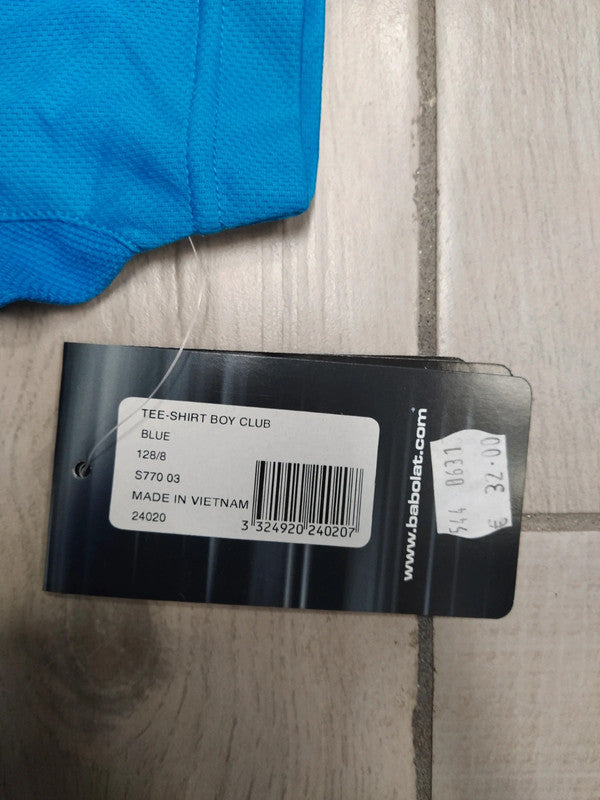 TEE-SHIRT BOY CLUB
BLUE
128/8
S770 03
MADE IN VIETNAM
24020
3 324920 240207
www.babolat.com
544 0631
€ 32.00